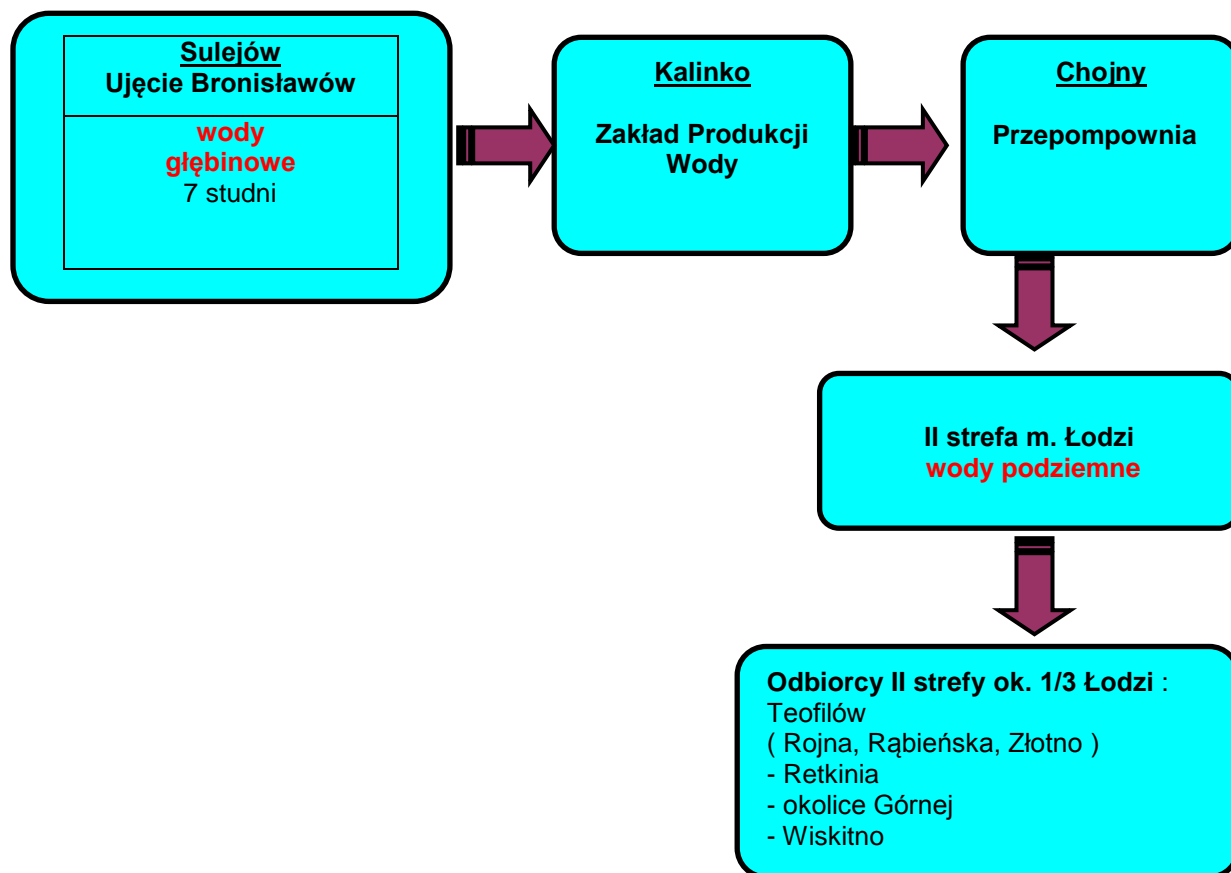 Sulejów
Ujęcie Bronisławów
wody
głębinowe
7 studni
Kalinko
Zakład Produkcji
Wody
Chojny
Przepompownia
II strefa m. Łodzi
wody podziemne
Odbiorcy II strefy ok. 1/3 Łodzi :
Teofilów
( Rojna, Rąbieńska, Złotno )
- Retkinia
- okolice Górnej
- Wiskitno